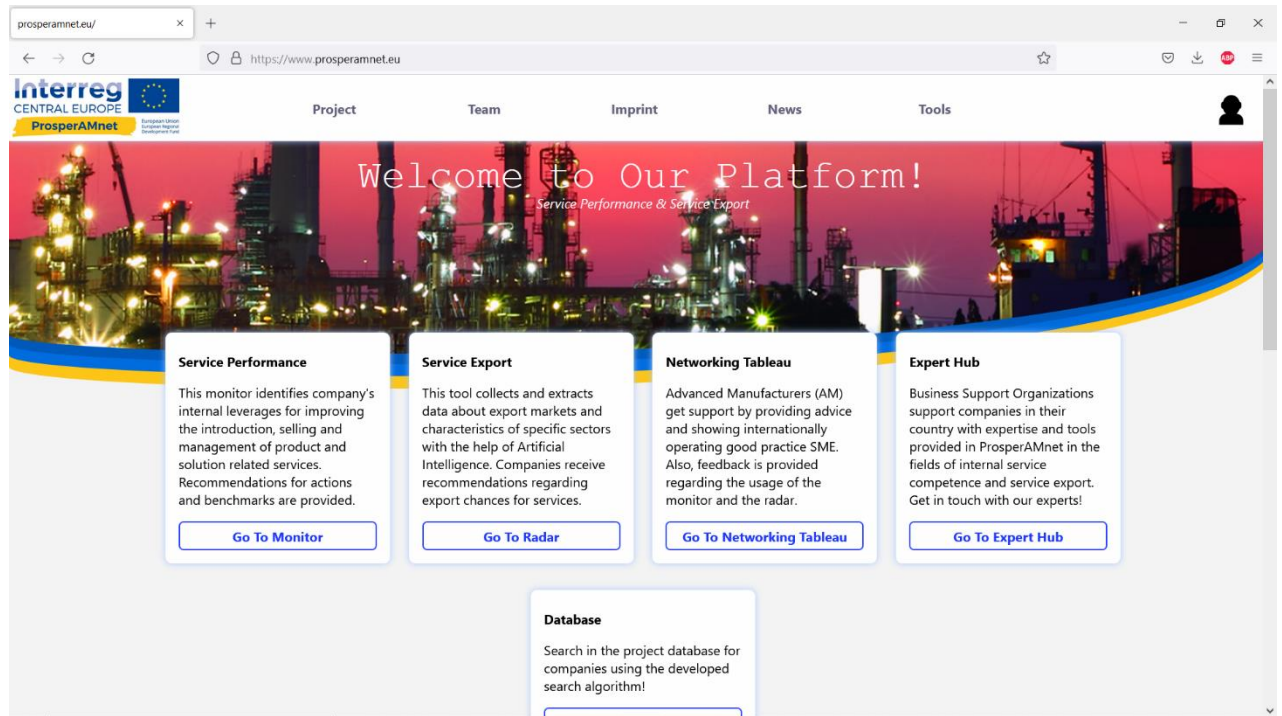 prosperamnet.eu/
https://www.prosperamnet.eu
ABP
Interreg
CENTRAL EUROPE
ProsperAMnet
European Union
European Regional
Development Fund
Project
Team
Imprint
News
Tools
Welcome to Our Platform!
Service Performance & Service Export
Service Performance
This monitor identifies company's
internal leverages for improving
the introduction, selling and
management of product and
solution related services.
Recommendations for actions
and benchmarks are provided.
Go To Monitor
Service Export
This tool collects and extracts
data about export markets and
characteristics of specific sectors
with the help of Artificial
Intelligence. Companies receive
recommendations regarding
export chances for services.
Go To Radar
Networking Tableau
Advanced Manufacturers (AM)
get support by providing advice
and showing internationally
operating good practice SME.
Also, feedback is provided
regarding the usage of the
monitor and the radar.
Go To Networking Tableau
Expert Hub
Business Support Organizations
support companies in their
country with expertise and tools
provided in ProsperAMnet in the
fields of internal service
competence and service export.
Get in touch with our experts!
Go To Expert Hub
Database
Search in the project database for
companies using the developed
search algorithm!